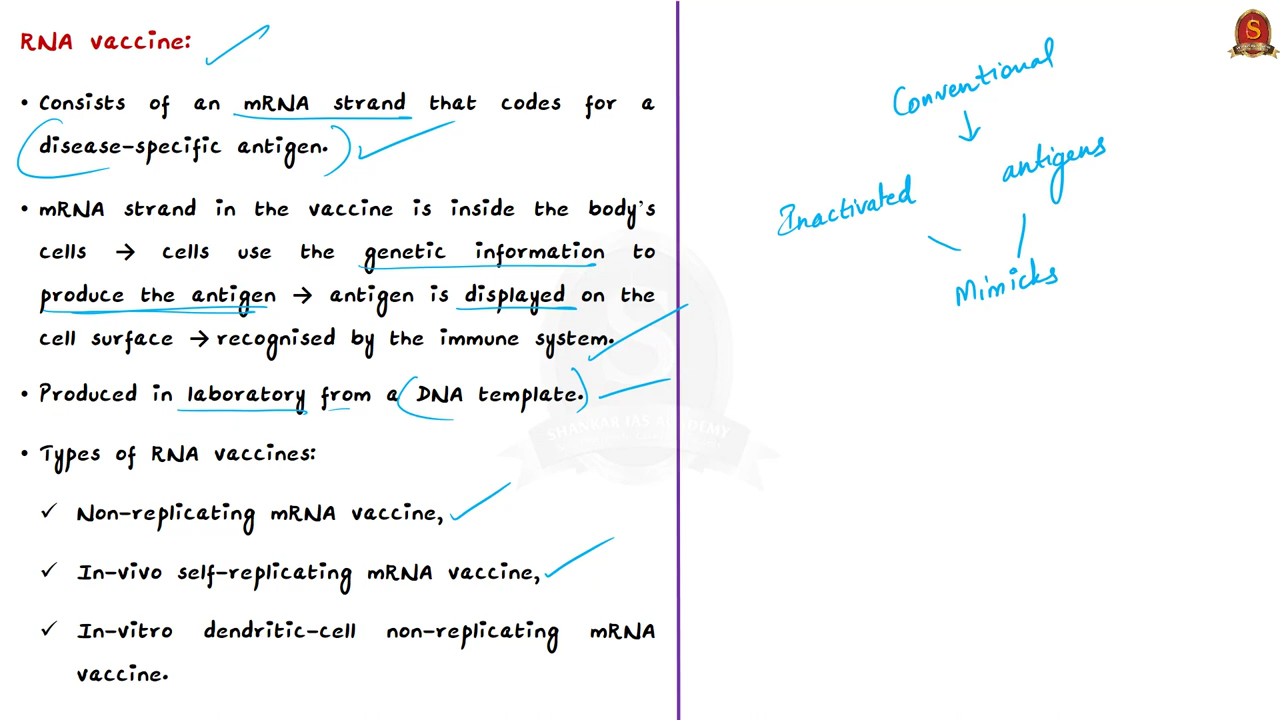 RNA vaccine:
• Consists of an mRNA strand that codes for a
disease-specific antigen.
• mRNA strand in the vaccine is inside the body's
cells → cells use the genetic information to
produce the antigen → antigen is displayed on the
cell surface → recognised by the immune system.
• Produced in laboratory from a DNA template.
• Types of RNA vaccines:
✓ Non-replicating mRNA vaccine,
✓ In-vivo self-replicating mRNA vaccine,
✓ In-vitro dendritic-cell non-replicating mRNA
vaccine.
Conventional
↓
antigens
Inactivated
Mimicks
SHANKAR IAS ACADEMY
S